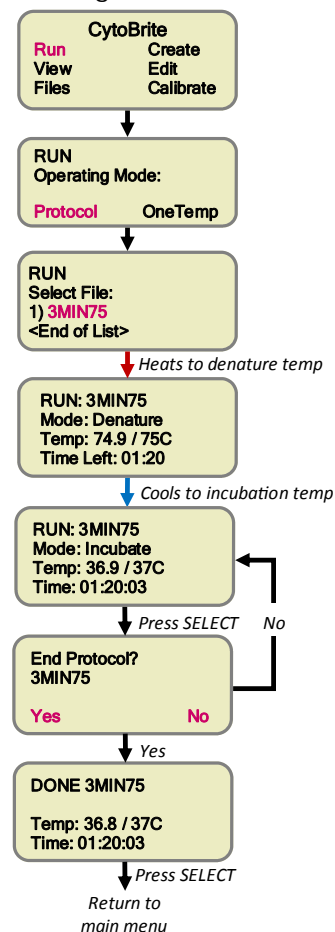 CytoBrite
Run Create
View Edit
Files Calibrate
RUN
Operating Mode:
Protocol OneTemp
RUN
Select File:
1) 3MIN75
<End of List>
Heats to denature temp
RUN: 3MIN75
Mode: Denature
Temp: 74.9 / 75C
Time Left: 01:20
Cools to incubation temp
RUN: 3MIN75
Mode: Incubate
Temp: 36.9 / 37C
Time: 01:20:03
Press SELECT No
End Protocol?
3MIN75
Yes No
Yes
DONE 3MIN75
Temp: 36.8 / 37C
Time: 01:20:03
Press SELECT
Return to
main menu